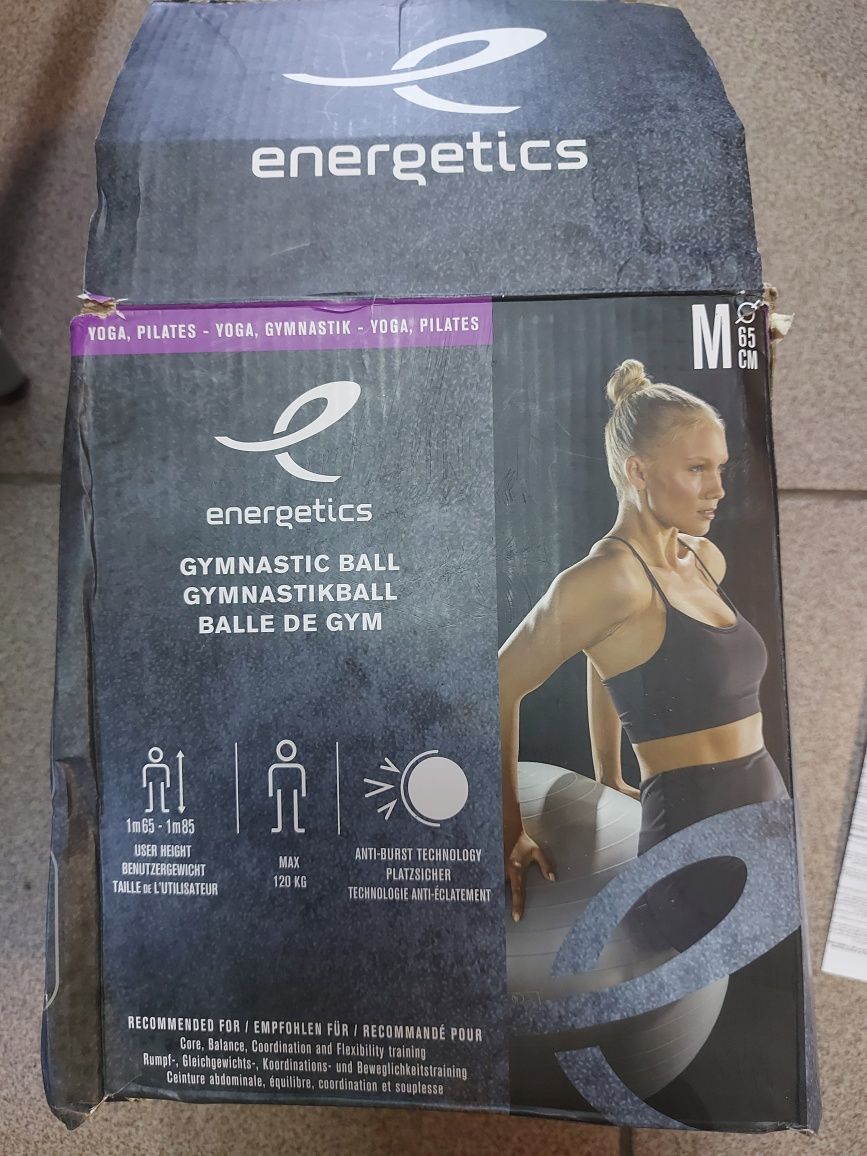 energetics
YOGA, PILATES - YOGA, GYMNASTIK - YOGA, PILATES
M
Ø
65
CM
energetics
GYMNASTIC BALL
GYMNASTIKBALL
BALLE DE GYM
1m65 - 1m85
USER HEIGHT
BENUTZERGEWICHT
TAILLE DE L'UTILISATEUR
MAX
120 KG
ANTI-BURST TECHNOLOGY
PLATZSICHER
TECHNOLOGIE ANTI-ÉCLATEMENT
RECOMMENDED FOR / EMPFOHLEN FÜR / RECOMMANDÉ POUR
Core, Balance, Coordination and Flexibility training
Rumpf-, Gleichgewichts-, Koordinations- und Beweglichkeitstraining
Ceinture abdominale, équilibre, coordination et souplesse